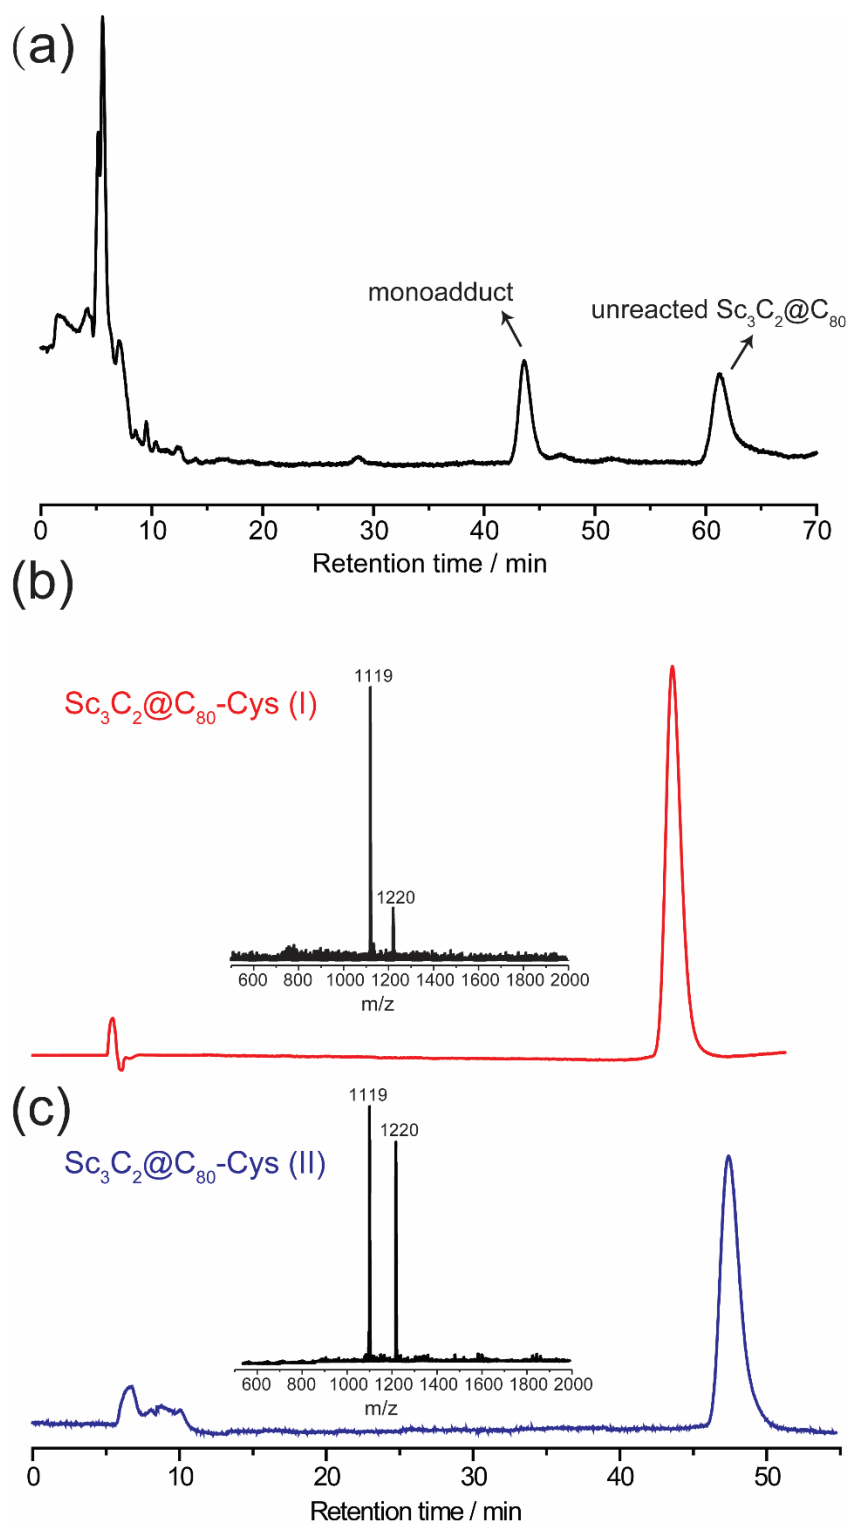 (a)
monoadduct
unreacted Sc₃C₂@C₈₀
0 10 20 30 40 50 60 70
Retention time / min
(b)
Sc₃C₂@C₈₀-Cys (I)
1119
1220
600 800 1000 1200 1400 1600 1800 2000
m/z
(c)
Sc₃C₂@C₈₀-Cys (II)
1119
1220
600 800 1000 1200 1400 1600 1800 2000
m/z
0 10 20 30 40 50
Retention time / min